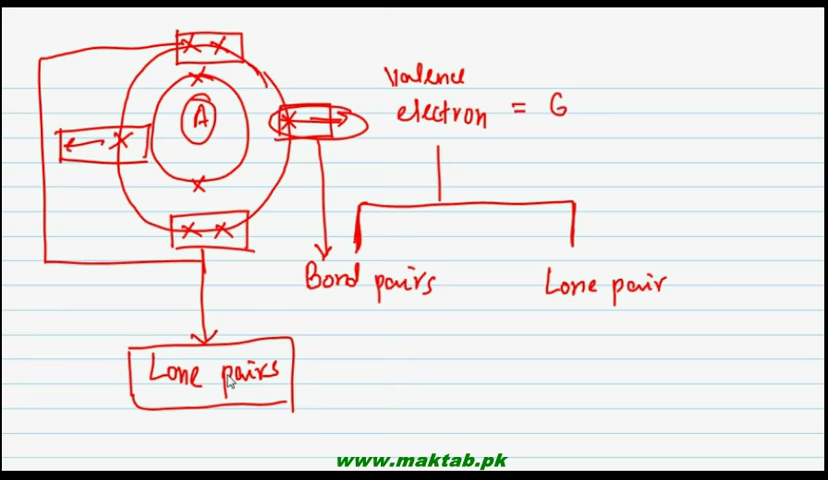 Valence
A
electron = 6
Bond pairs
Lone pair
Lone pairs
www.maktab.pk